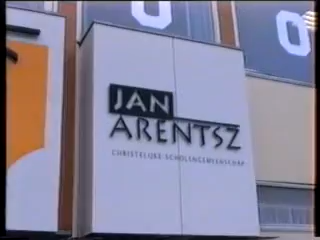 O O
JAN
ARENTSZ
CHRISTELIJKE SCHOLENGEMEENSCHAP